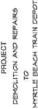 PROJECT
DEMOLITION AND REPAIRS
TO
MYRTLE BEACH TRAIN DEPOT